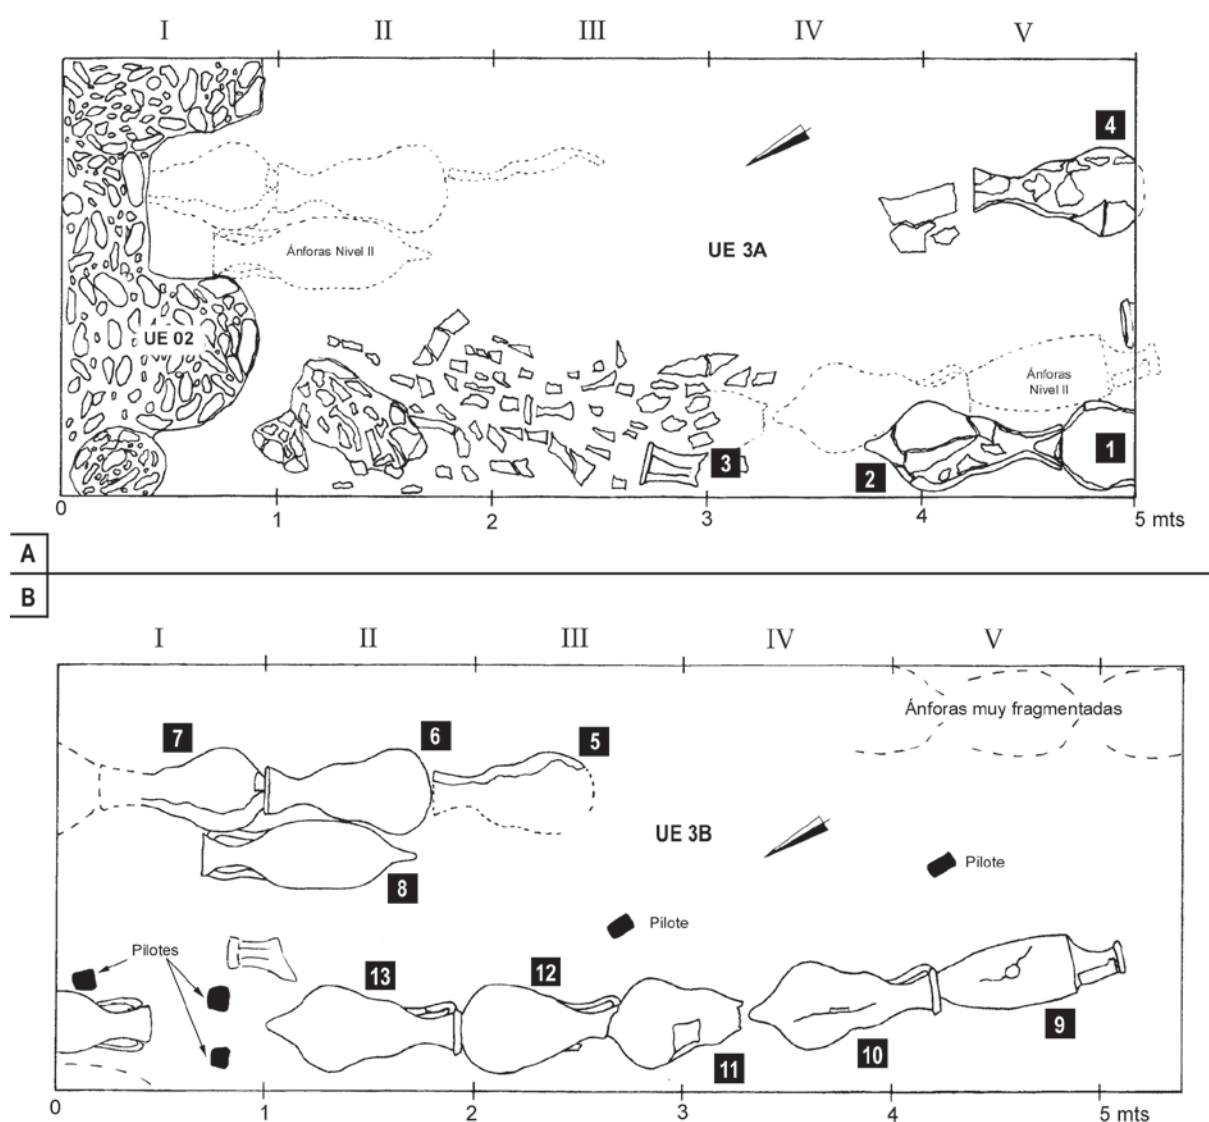 I II III IV V
4
Ánforas Nivel II
UE 3A
UE 02
Ánforas
Nivel II
3 2 1
0 1 2 3 4 5 mts
A
B
I II III IV V
Ánforas muy fragmentadas
7 6 5
UE 3B
Pilote
8
Pilote
Pilotes
13 12
9
10
11
0 1 2 3 4 5 mts